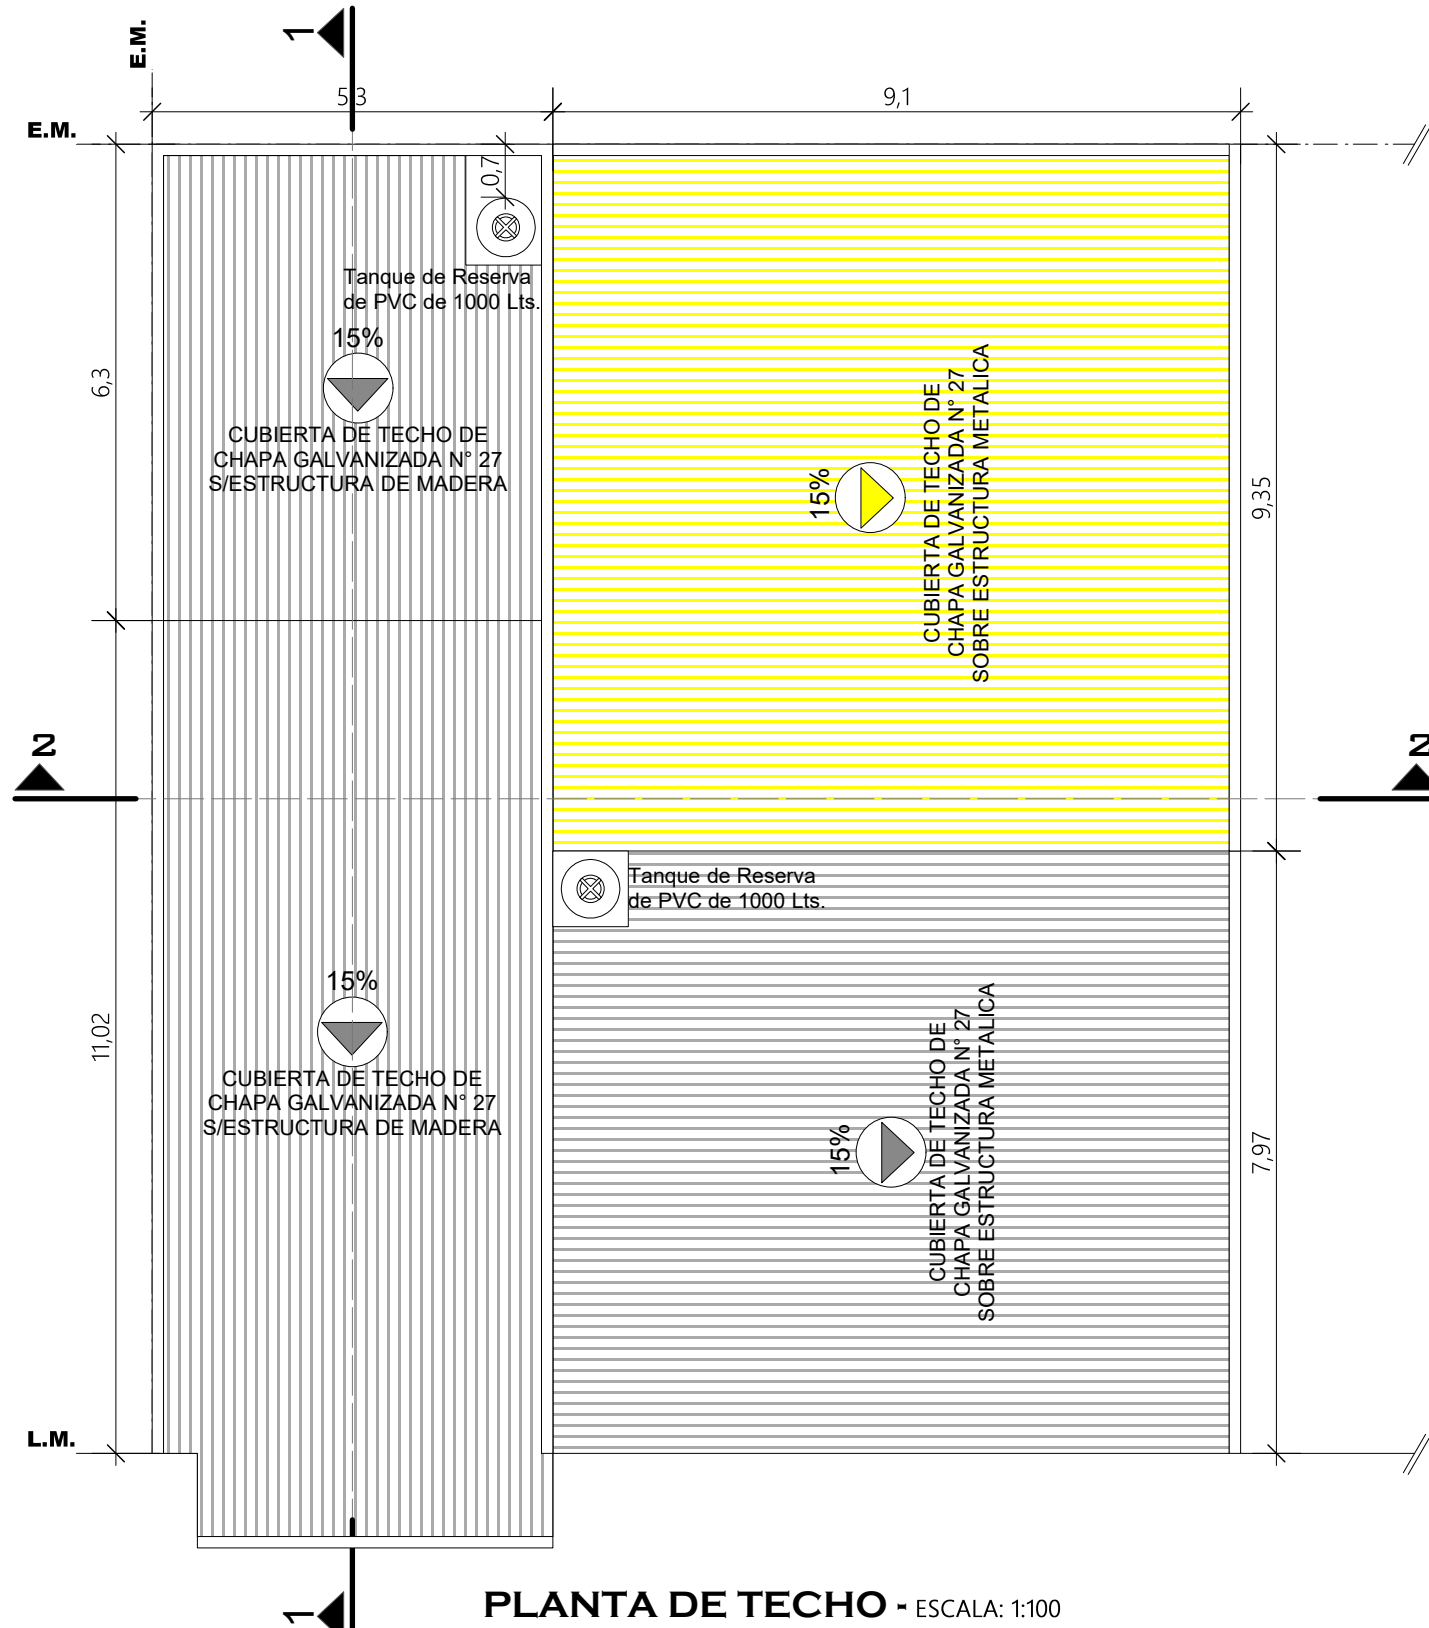 E.M.
1
5,3
9,1
E.M.
0,7
Tanque de Reserva
de PVC de 1000 Lts.
15%
6,3
CUBIERTA DE TECHO DE
CHAPA GALVANIZADA N° 27
S/ESTRUCTURA DE MADERA
15%
CUBIERTA DE TECHO DE
CHAPA GALVANIZADA N° 27
SOBRE ESTRUCTURA METALICA
9,35
2
2
Tanque de Reserva
de PVC de 1000 Lts.
15%
11,02
CUBIERTA DE TECHO DE
CHAPA GALVANIZADA N° 27
S/ESTRUCTURA DE MADERA
15%
CUBIERTA DE TECHO DE
CHAPA GALVANIZADA N° 27
SOBRE ESTRUCTURA METALICA
7,97
L.M.
1
PLANTA DE TECHO - ESCALA: 1:100